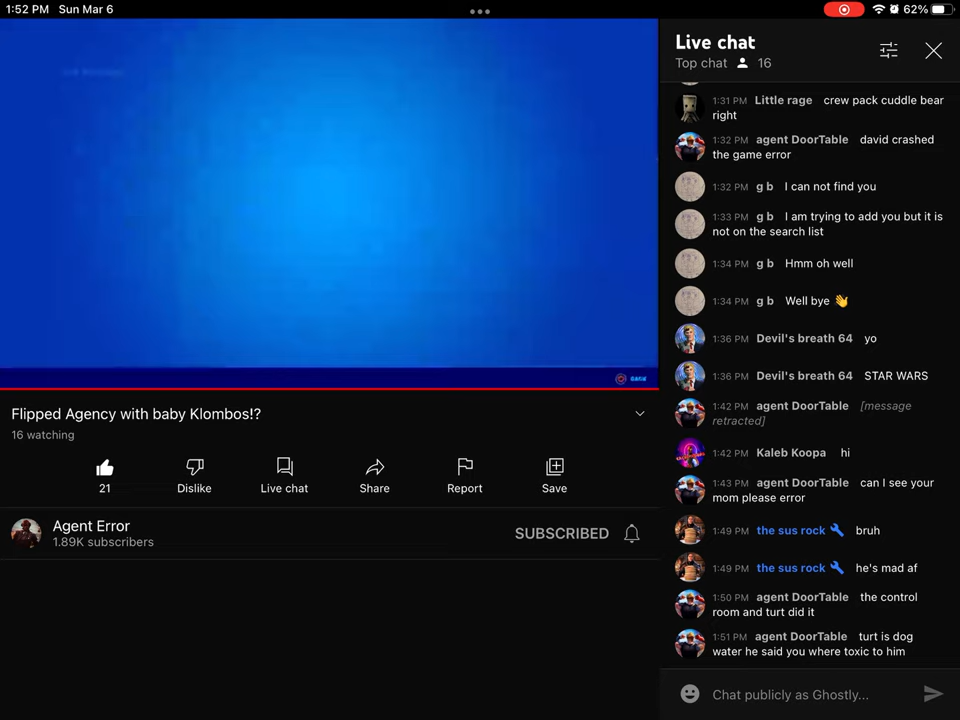 1:52 PM Sun Mar 6
62%
Live chat
Top chat 16
1:31 PM Little rage crew pack cuddle bear
right
1:32 PM agent DoorTable david crashed
the game error
1:32 PM g b I can not find you
1:33 PM g b I am trying to add you but it is
not on the search list
1:34 PM g b Hmm oh well
1:34 PM g b Well bye 👋
1:36 PM Devil's breath 64 yo
1:36 PM Devil's breath 64 STAR WARS
1:42 PM agent DoorTable [message
retracted]
1:42 PM Kaleb Koopa hi
1:43 PM agent DoorTable can I see your
mom please error
1:49 PM the sus rock bruh
1:49 PM the sus rock he's mad af
1:50 PM agent DoorTable the control
room and turt did it
1:51 PM agent DoorTable turt is dog
water he said you where toxic to him
Chat publicly as Ghostly...
Flipped Agency with baby Klombos!?
16 watching
21
Dislike
Live chat
Share
Report
Save
Agent Error
1.89K subscribers
SUBSCRIBED